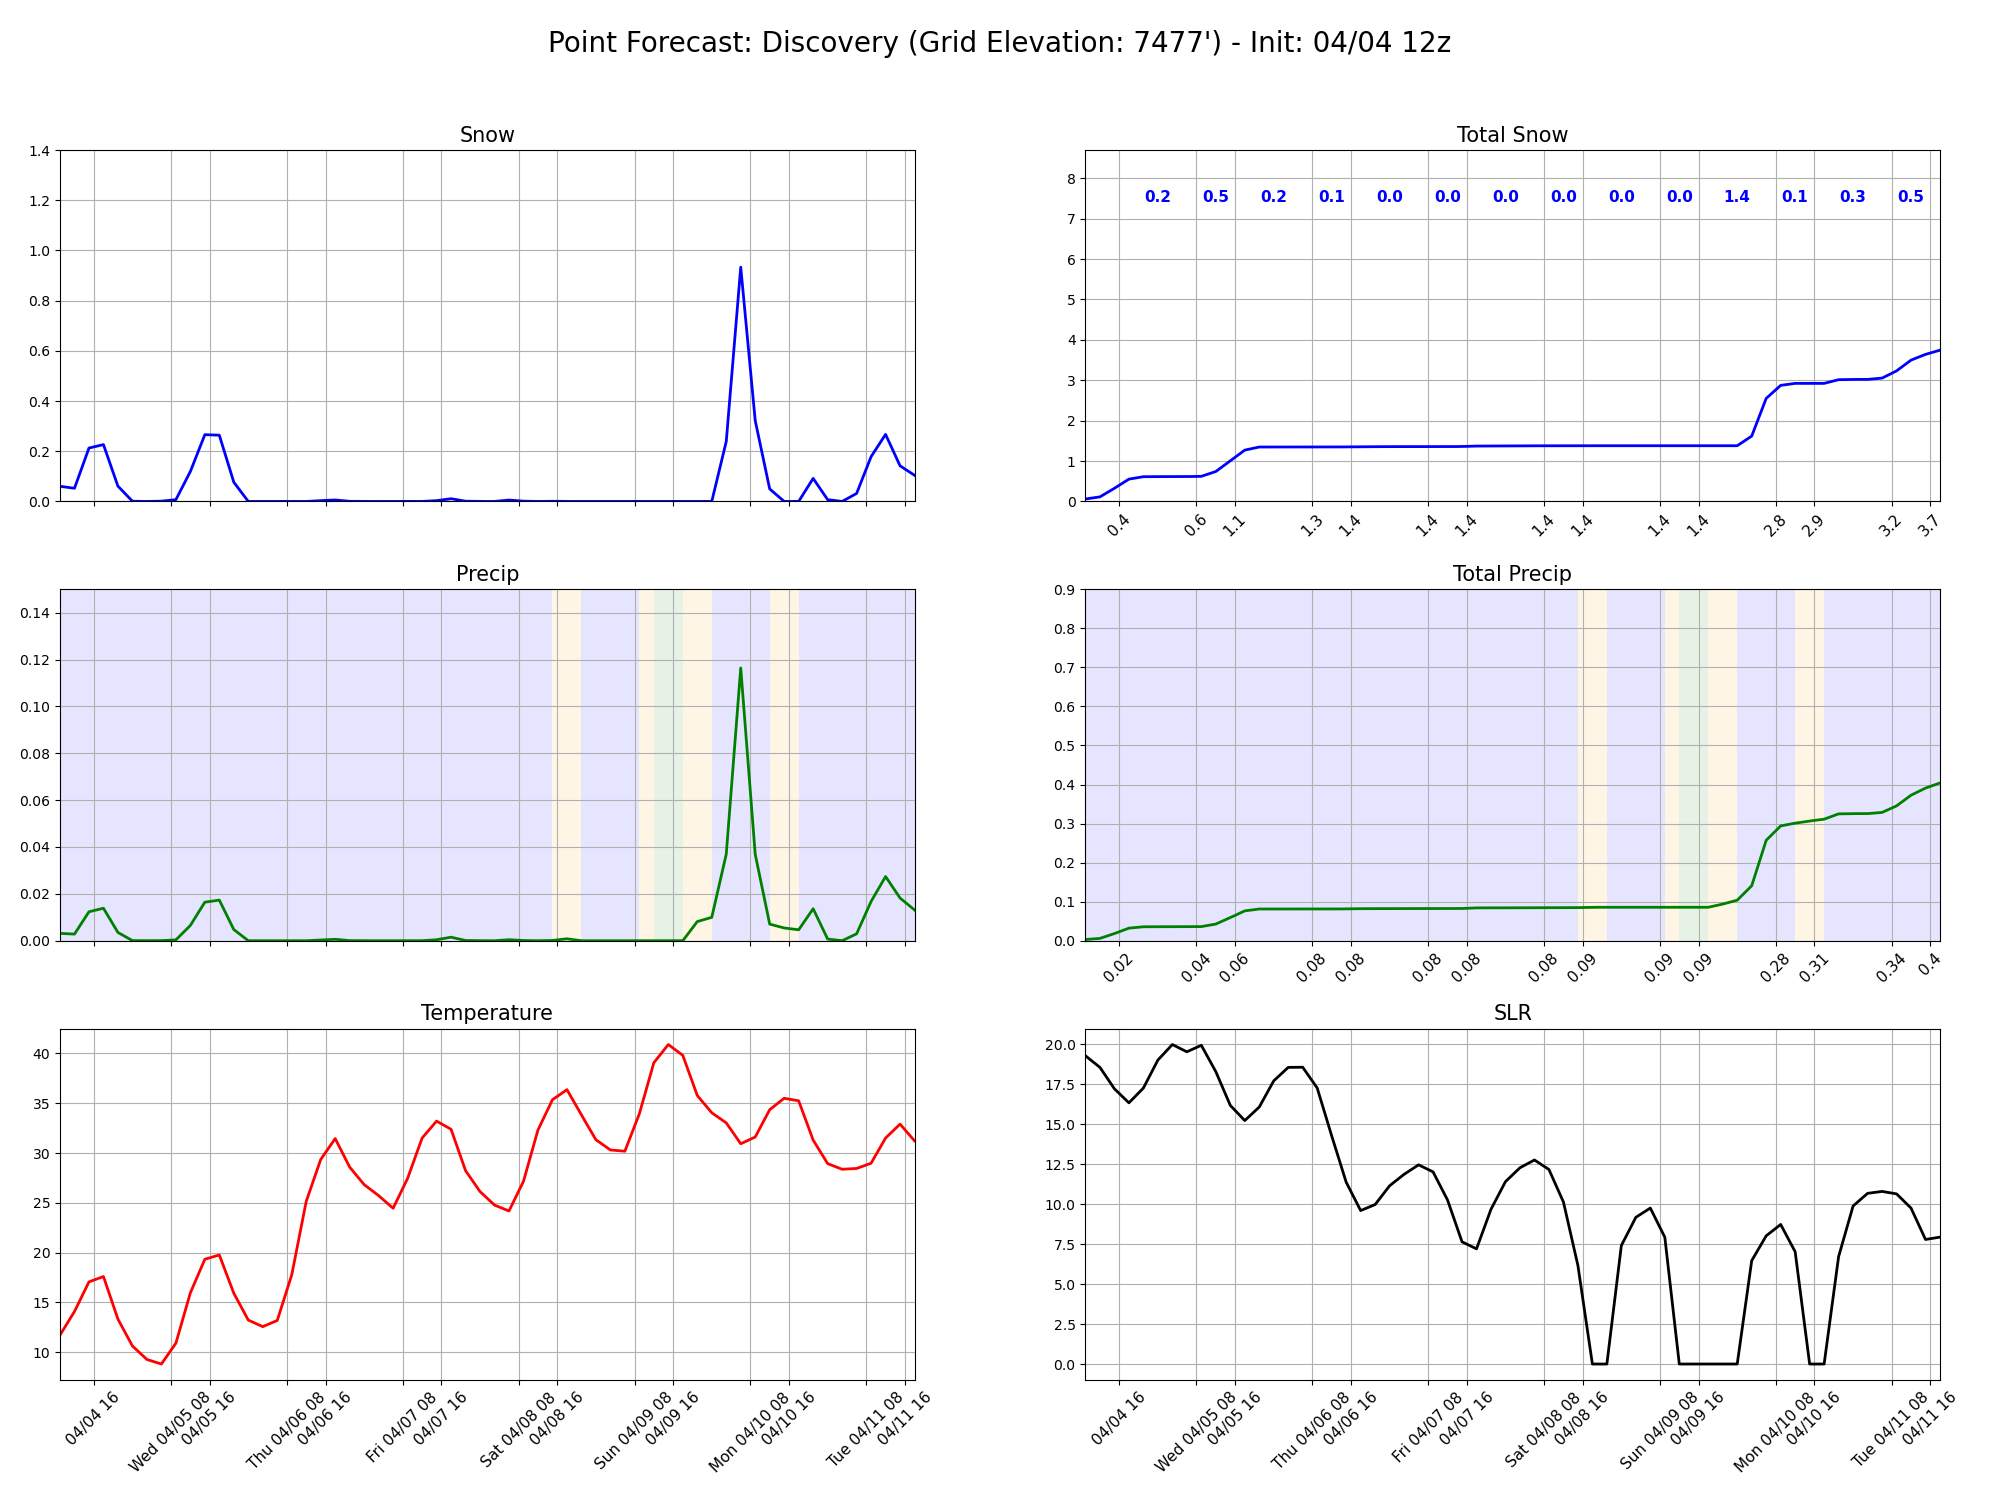 Point Forecast: Discovery (Grid Elevation: 7477') - Init: 04/04 12z
Snow
1.4
1.2
1.0
0.8
0.6
0.4
0.2
0.0
Total Snow
8
7
6
5
4
3
2
1
0
0.2 0.5 0.2 0.1 0.0 0.0 0.0 0.0 0.0 0.0 1.4 0.1 0.3 0.5
0.4 0.6 1.1 1.3 1.4 1.4 1.4 1.4 1.4 1.4 1.4 2.8 2.9 3.2 3.7
Precip
0.14
0.12
0.10
0.08
0.06
0.04
0.02
0.00
Total Precip
0.9
0.8
0.7
0.6
0.5
0.4
0.3
0.2
0.1
0.0
0.02 0.04 0.06 0.08 0.08 0.08 0.08 0.08 0.09 0.09 0.09 0.28 0.31 0.34 0.4
Temperature
40
35
30
25
20
15
10
04/04 16
Wed 04/05 08
04/05 16
Thu 04/06 08
04/06 16
Fri 04/07 08
04/07 16
Sat 04/08 08
04/08 16
Sun 04/09 08
04/09 16
Mon 04/10 08
04/10 16
Tue 04/11 08
04/11 16
SLR
20.0
17.5
15.0
12.5
10.0
7.5
5.0
2.5
0.0
04/04 16
Wed 04/05 08
04/05 16
Thu 04/06 08
04/06 16
Fri 04/07 08
04/07 16
Sat 04/08 08
04/08 16
Sun 04/09 08
04/09 16
Mon 04/10 08
04/10 16
Tue 04/11 08
04/11 16